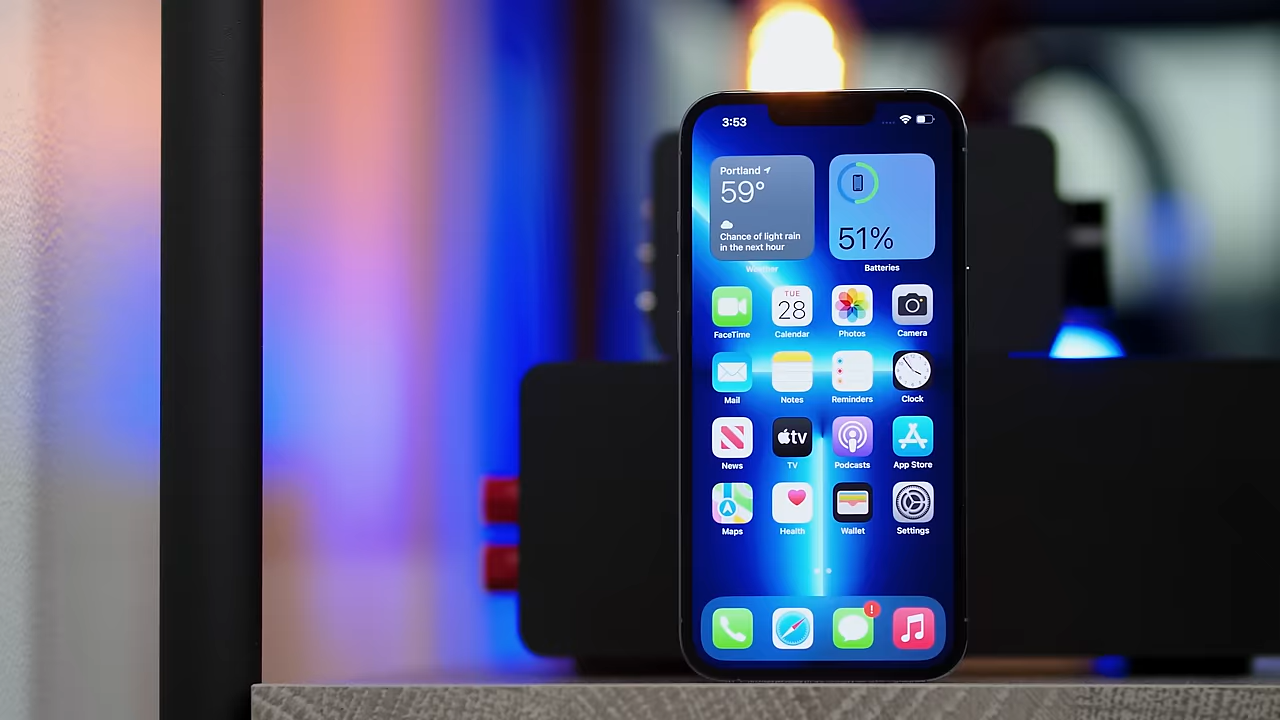 3:53
Portland
59°
Chance of light rain
in the next hour
51%
Weather
Batteries
TUE
28
FaceTime
Calendar
Photos
Camera
Mail
Notes
Reminders
Clock
tv
News
TV
Podcasts
App Store
Maps
Health
Wallet
Settings
!